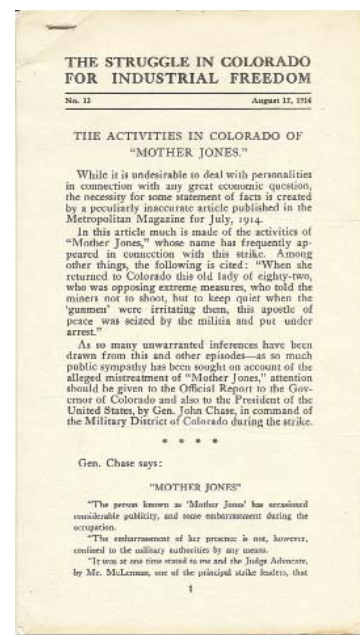 THE STRUGGLE IN COLORADO
FOR INDUSTRIAL FREEDOM
No. 13 August 17, 1914
THE ACTIVITIES IN COLORADO OF
“MOTHER JONES.”
While it is undesirable to deal with personalities
in connection with any great economic question,
the necessity for some statement of facts is created
by a peculiarly inaccurate article published in the
Metropolitan Magazine for July, 1914.
In this article much is made of the activities of
“Mother Jones,” whose name has frequently ap-
peared in connection with this strike. Among
other things, the following is cited: “When she
returned to Colorado this old lady of eighty-two,
who was opposing extreme measures, who told the
miners not to shoot, but to keep quiet when the
‘gunmen’ were irritating them, this apostle of
peace was seized by the militia and put under
arrest.”
As so many unwarranted inferences have been
drawn from this and other episodes—as so much
public sympathy has been sought on account of the
alleged mistreatment of “Mother Jones,” attention
should be given to the Official Report to the Gov-
ernor of Colorado and also to the President of the
United States, by Gen. John Chase, in command of
the Military District of Colorado during the strike.
* * * *
Gen. Chase says:
“MOTHER JONES”
“The person known as ‘Mother Jones’ has occasioned
considerable publicity, and some embarrassment during the
occupation.
“The embarrassment of her presence is not, however,
confined to the military authorities by any means.
“It was at one time stated to me and the Judge Advocate,
by Mr. McLennan, one of the principal strike leaders, that
1